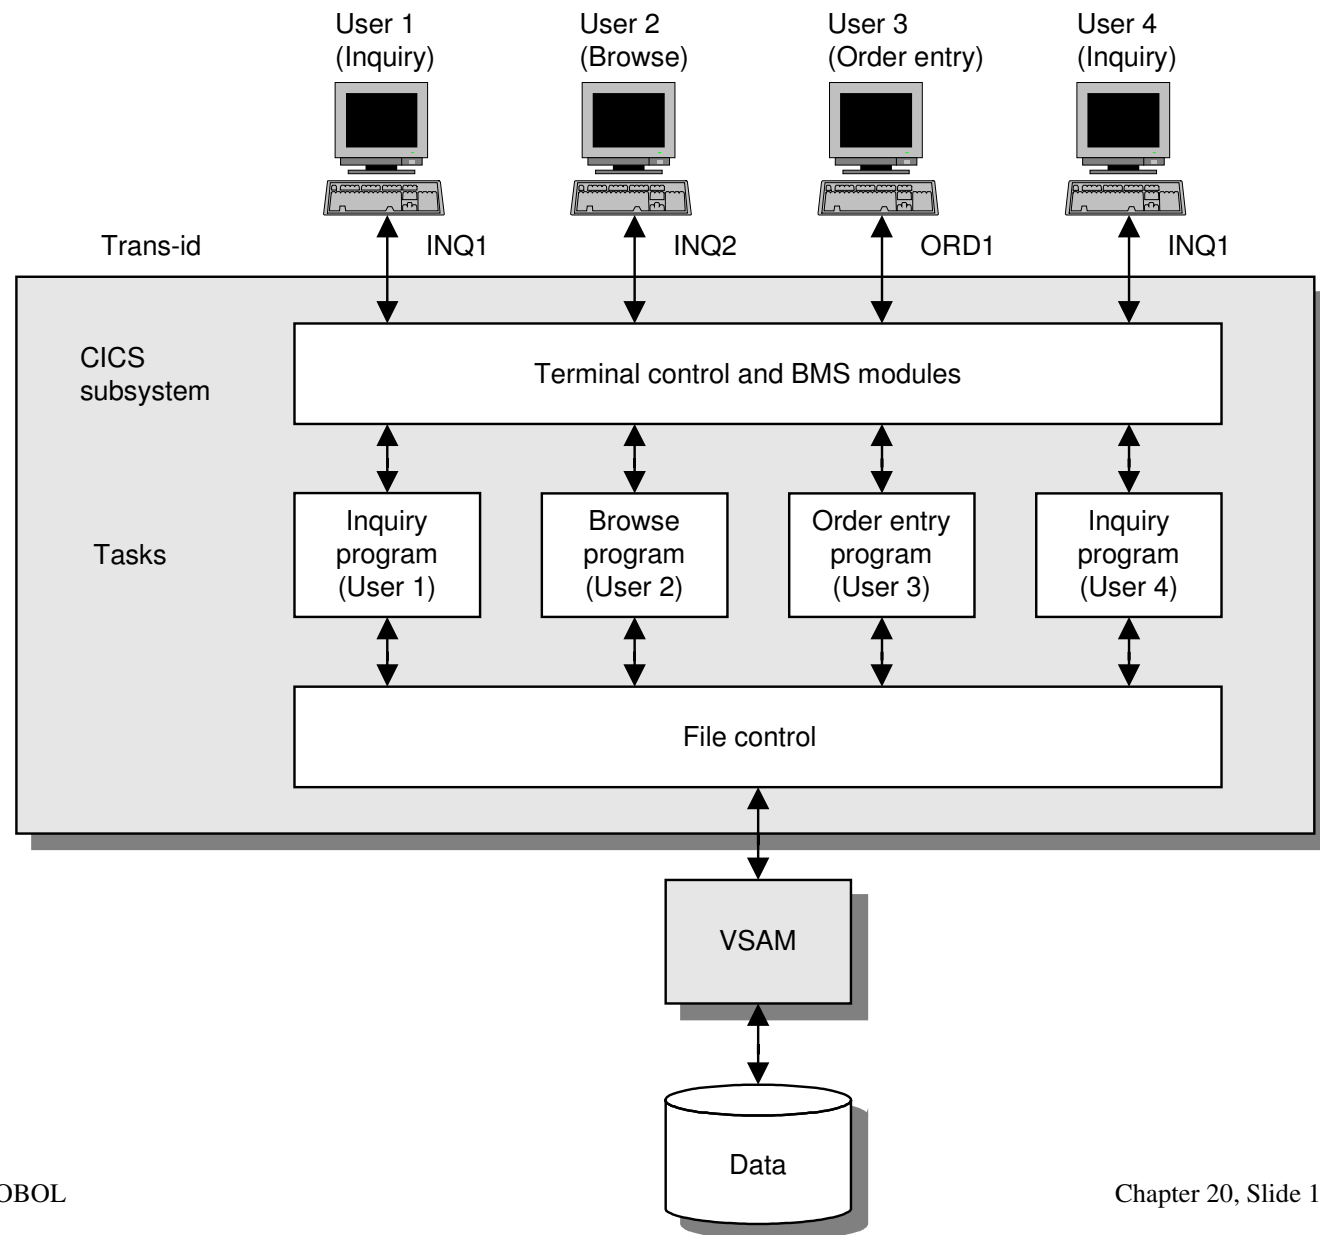 User 1
(Inquiry)
User 2
(Browse)
User 3
(Order entry)
User 4
(Inquiry)
Trans-id
INQ1
INQ2
ORD1
INQ1
CICS
subsystem
Terminal control and BMS modules
Tasks
Inquiry
program
(User 1)
Browse
program
(User 2)
Order entry
program
(User 3)
Inquiry
program
(User 4)
File control
VSAM
Data
OBOL
Chapter 20, Slide 1